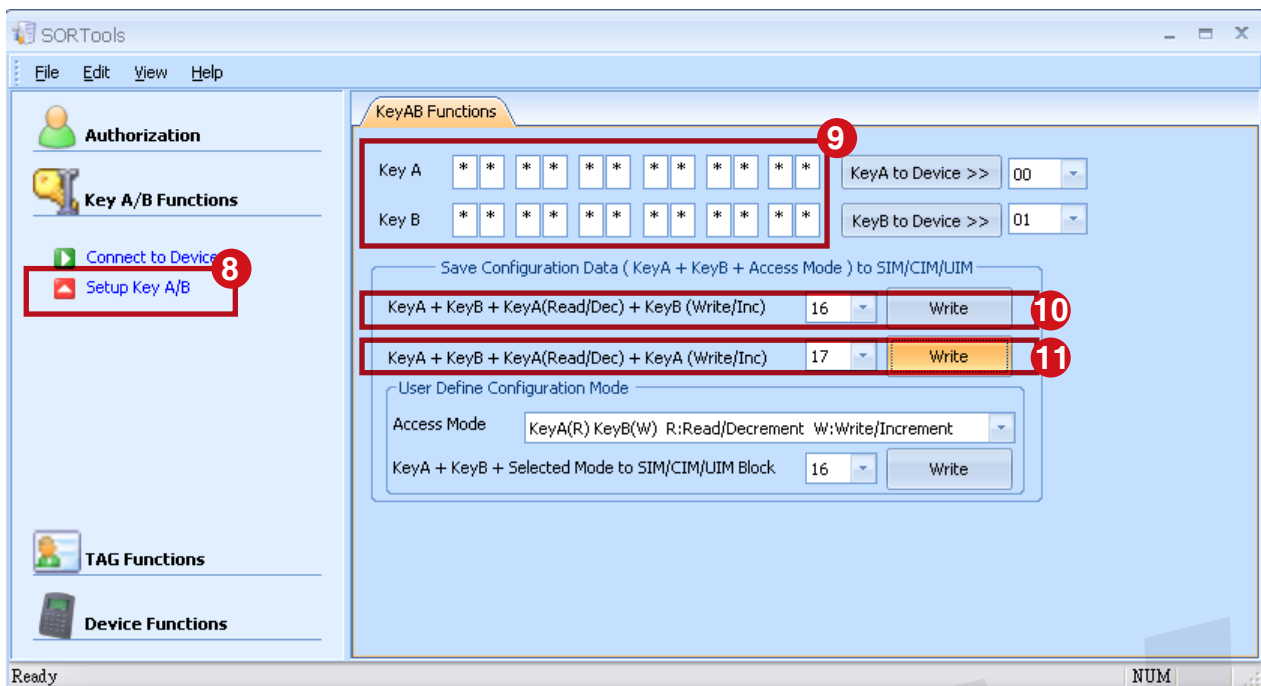 SORTools
File Edit View Help
Authorization
Key A/B Functions
Connect to Device
8
Setup Key A/B
TAG Functions
Device Functions
KeyAB Functions
9
Key A * * * * * * * * * * * * KeyA to Device >> 00
Key B * * * * * * * * * * * * KeyB to Device >> 01
Save Configuration Data ( KeyA + KeyB + Access Mode ) to SIM/CIM/UIM
KeyA + KeyB + KeyA(Read/Dec) + KeyB (Write/Inc) 16 Write 10
KeyA + KeyB + KeyA(Read/Dec) + KeyA (Write/Inc) 17 Write 11
User Define Configuration Mode
Access Mode KeyA(R) KeyB(W) R:Read/Decrement W:Write/Increment
KeyA + KeyB + Selected Mode to SIM/CIM/UIM Block 16 Write
Ready NUM